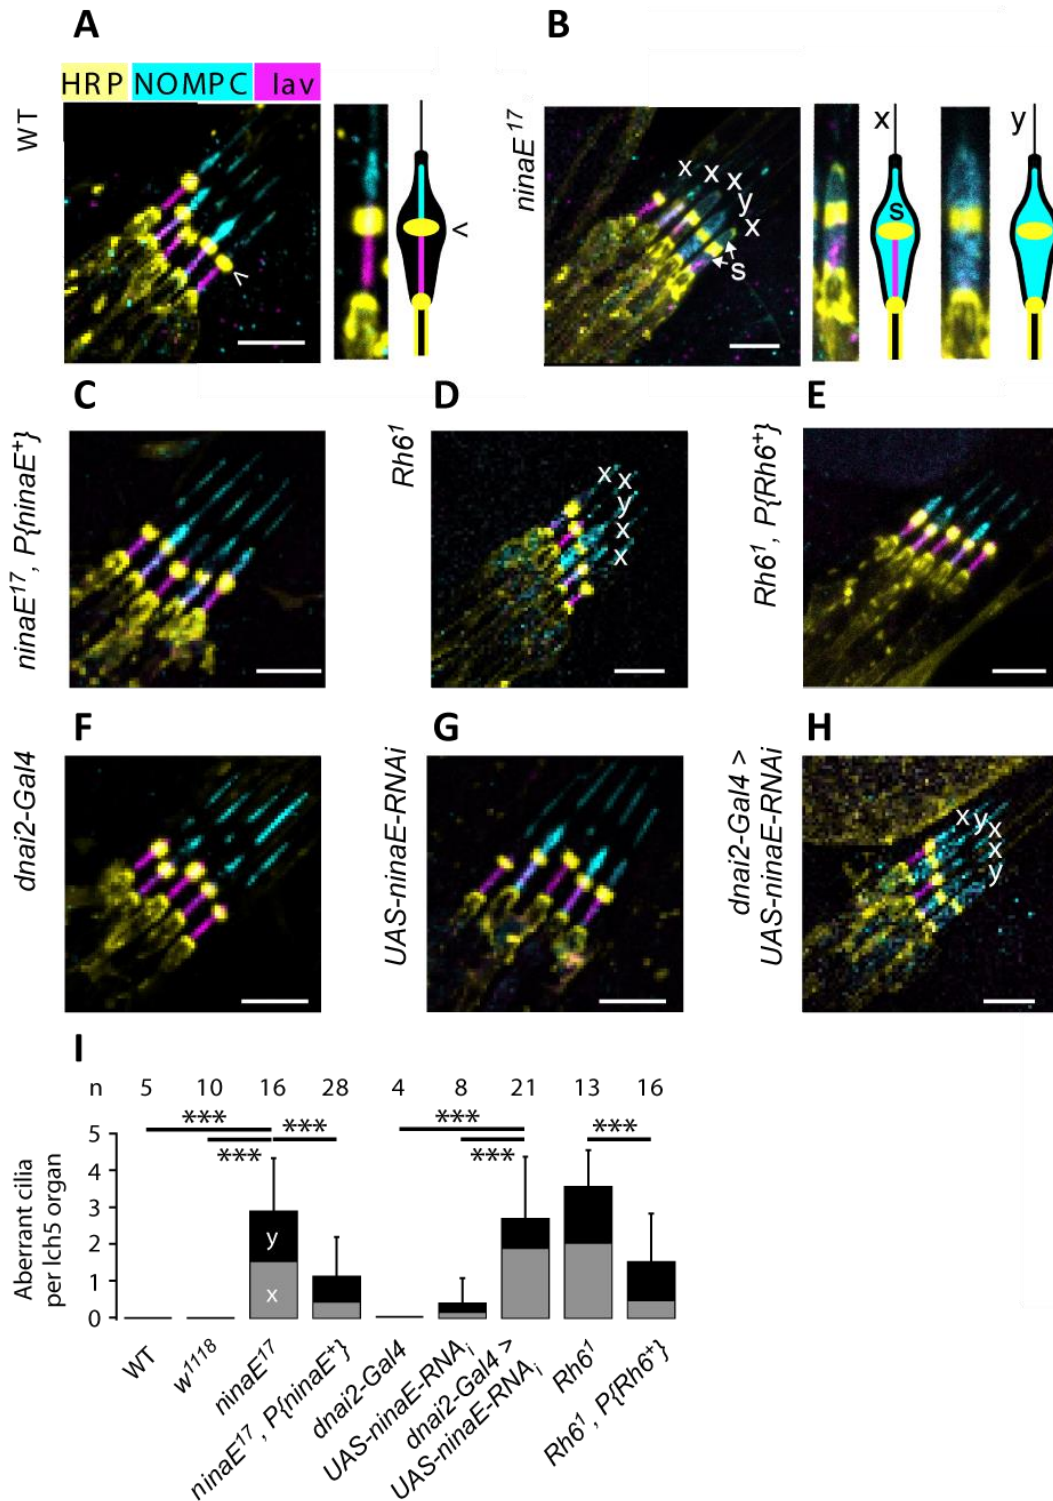 A
B
HRP NOMPC Iav
WT
<
<
ninaE17
x x x
y
x
s
x
s
y
C
D
E
ninaE17, P{ninaE+}
Rh61
x x
y
x
x
Rh61, P{Rh6+}
F
G
H
dnai2-Gal4
UAS-ninaE-RNAi
dnai2-Gal4 >
UAS-ninaE-RNAi
x y x
x
y
I
n 5 10 16 28 4 8 21 13 16
*** *** ***
*** ***
***
Aberrant cilia
per lch5 organ
5
4
3
2
1
0
y
x
WT
w1118
ninaE17
ninaE17, P{ninaE+}
dnai2-Gal4
UAS-ninaE-RNAi
dnai2-Gal4 >
UAS-ninaE-RNAi
Rh61
Rh61, P{Rh6+}